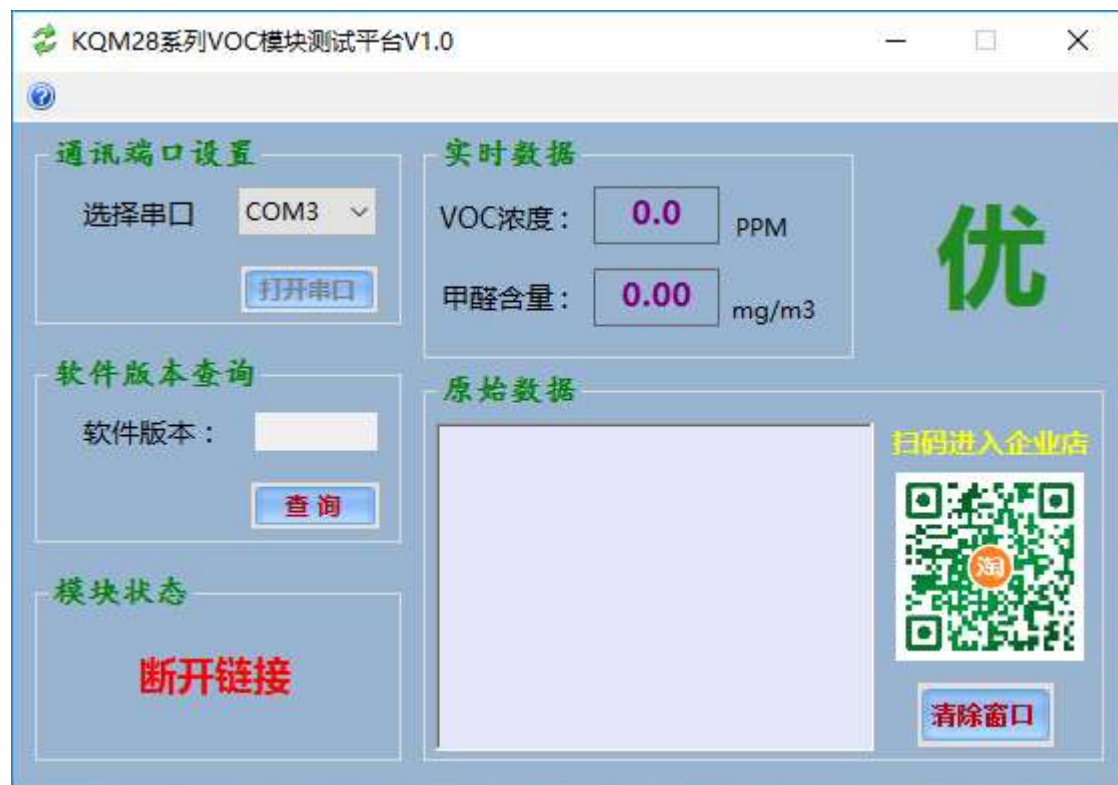 KQM28系列VOC模块测试平台V1.0
通讯端口设置
选择串口 COM3
打开串口
实时数据
VOC浓度： 0.0 PPM
甲醛含量： 0.00 mg/m3
优
软件版本查询
软件版本：
查 询
模块状态
断开链接
原始数据
扫码进入企业店
淘
清除窗口